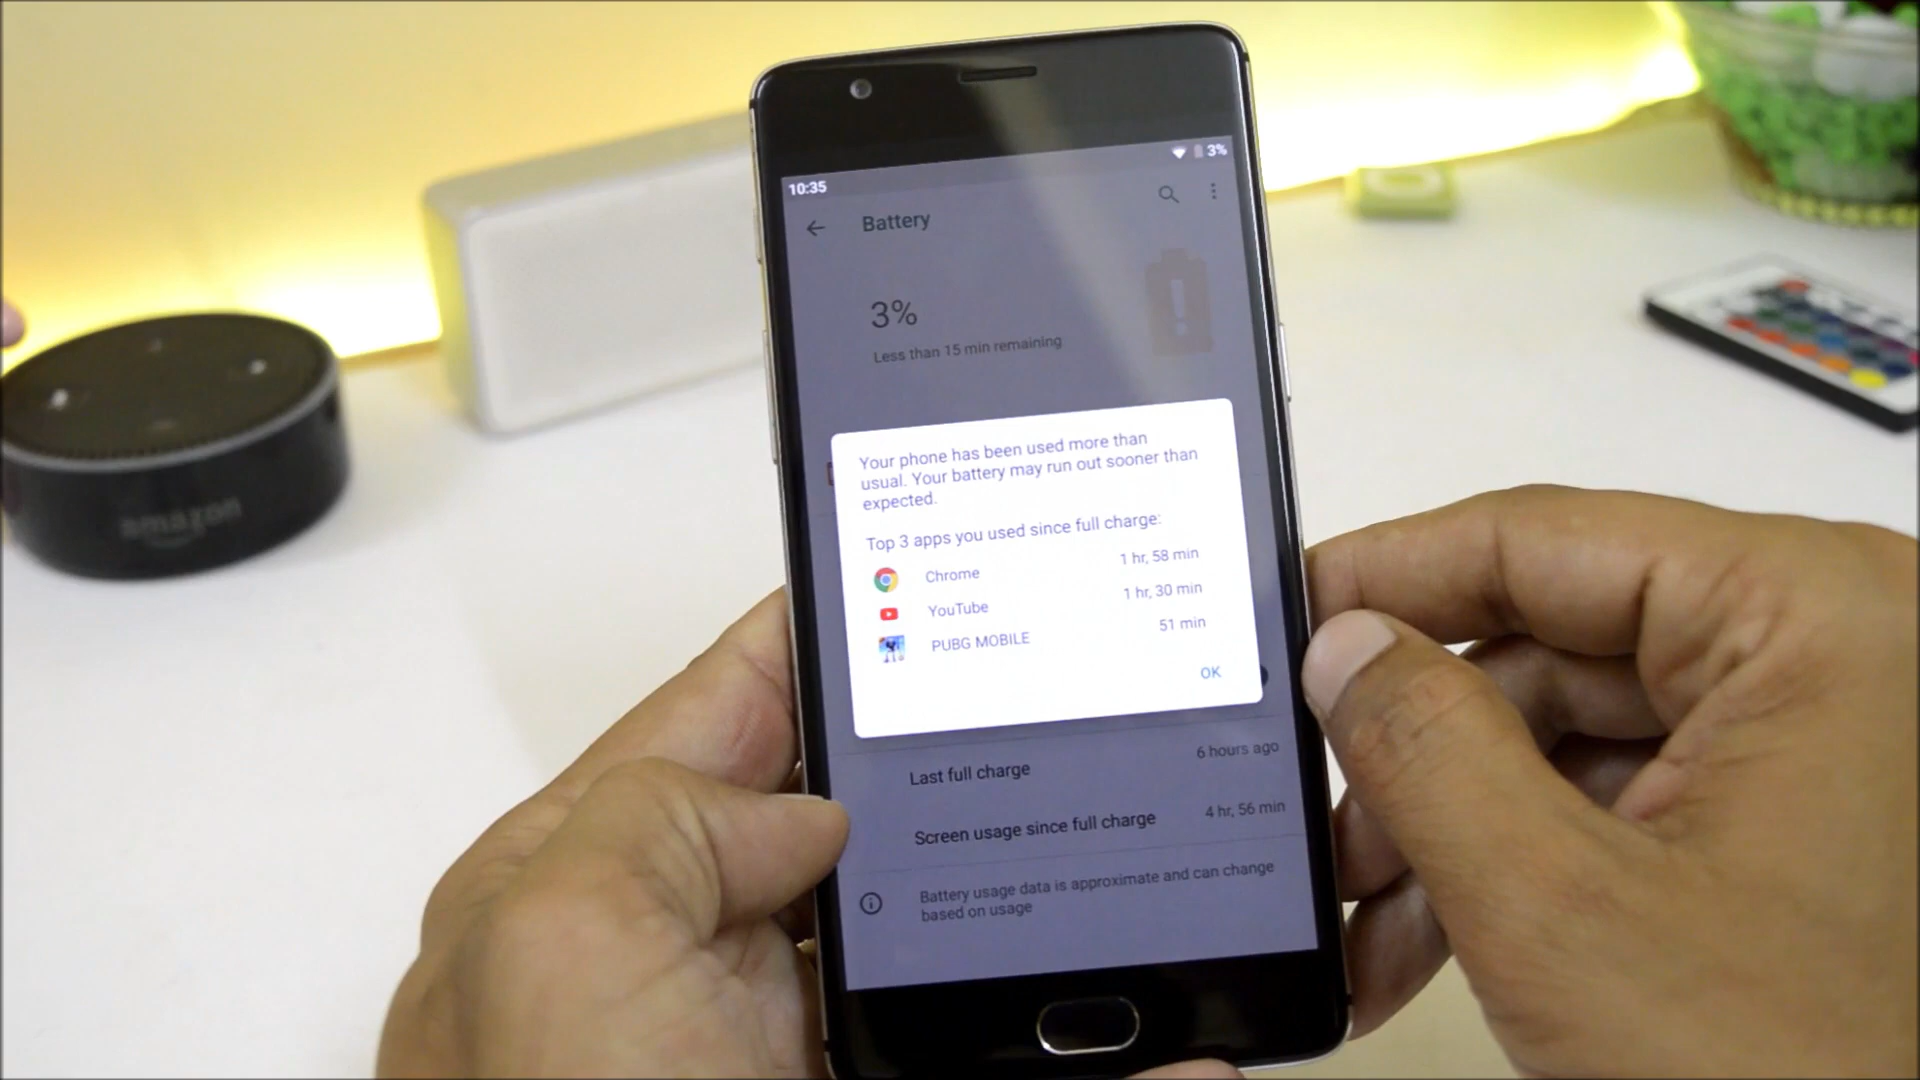 10:35
3%
Battery
3%
Less than 15 min remaining
Your phone has been used more than
usual. Your battery may run out sooner than
expected.
Top 3 apps you used since full charge:
Chrome 1 hr, 58 min
YouTube 1 hr, 30 min
PUBG MOBILE 51 min
OK
Last full charge 6 hours ago
Screen usage since full charge 4 hr, 56 min
Battery usage data is approximate and can change
based on usage
amazon